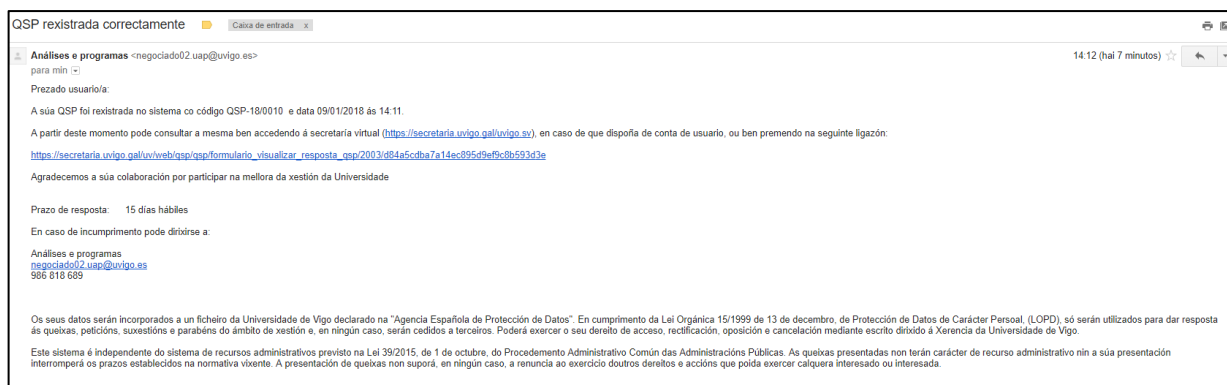 QSP rexistrada correctamente Caixa de entrada x
Análises e programas <negociado02.uap@uvigo.es> 14:12 (hai 7 minutos)
para min
Prezado usuario/a:
A súa QSP foi rexistrada no sistema co código QSP-18/0010 e data 09/01/2018 ás 14:11.
A partir deste momento pode consultar a mesma ben accedendo á secretaría virtual (https://secretaria.uvigo.gal/uvigo.sv), en caso de que dispoña de conta de usuario, ou ben premendo na seguinte ligazón:
https://secretaria.uvigo.gal/uv/web/qsp/qsp/formulario_visualizar_resposta_qsp/2003/d84a5cdba7a14ec895d9ef9c8b593d3e
Agradecemos a súa colaboración por participar na mellora da xestión da Universidade
Prazo de resposta: 15 días hábiles
En caso de incumprimento pode dirixirse a:
Análises e programas
negociado02.uap@uvigo.es
986 818 689
Os seus datos serán incorporados a un ficheiro da Universidade de Vigo declarado na "Agencia Española de Protección de Datos". En cumprimento da Lei Orgánica 15/1999 de 13 de decembro, de Protección de Datos de Carácter Persoal, (LOPD), só serán utilizados para dar resposta
ás queixas, peticións, suxestións e parabéns do ámbito de xestión e, en ningún caso, serán cedidos a terceiros. Poderá exercer o seu dereito de acceso, rectificación, oposición e cancelación mediante escrito dirixido á Xerencia da Universidade de Vigo.
Este sistema é independente do sistema de recursos administrativos previsto na Lei 39/2015, de 1 de octubre, do Procedemento Administrativo Común das Administracións Públicas. As queixas presentadas non terán carácter de recurso administrativo nin a súa presentación
interromperá os prazos establecidos na normativa vixente. A presentación de queixas non suporá, en ningún caso, a renuncia ao exercicio doutros dereitos e accións que poida exercer calquera interesado ou interesada.